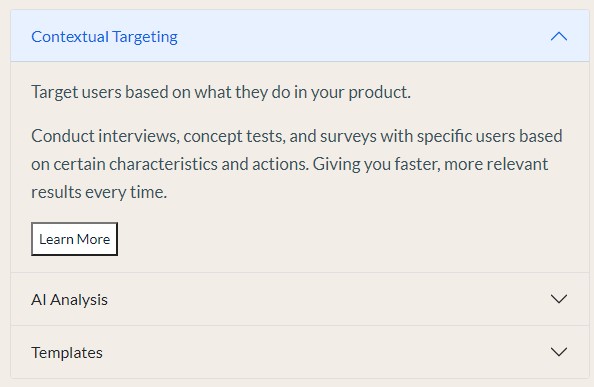 Contextual Targeting
Target users based on what they do in your product.
Conduct interviews, concept tests, and surveys with specific users based
on certain characteristics and actions. Giving you faster, more relevant
results every time.
Learn More
AI Analysis
Templates